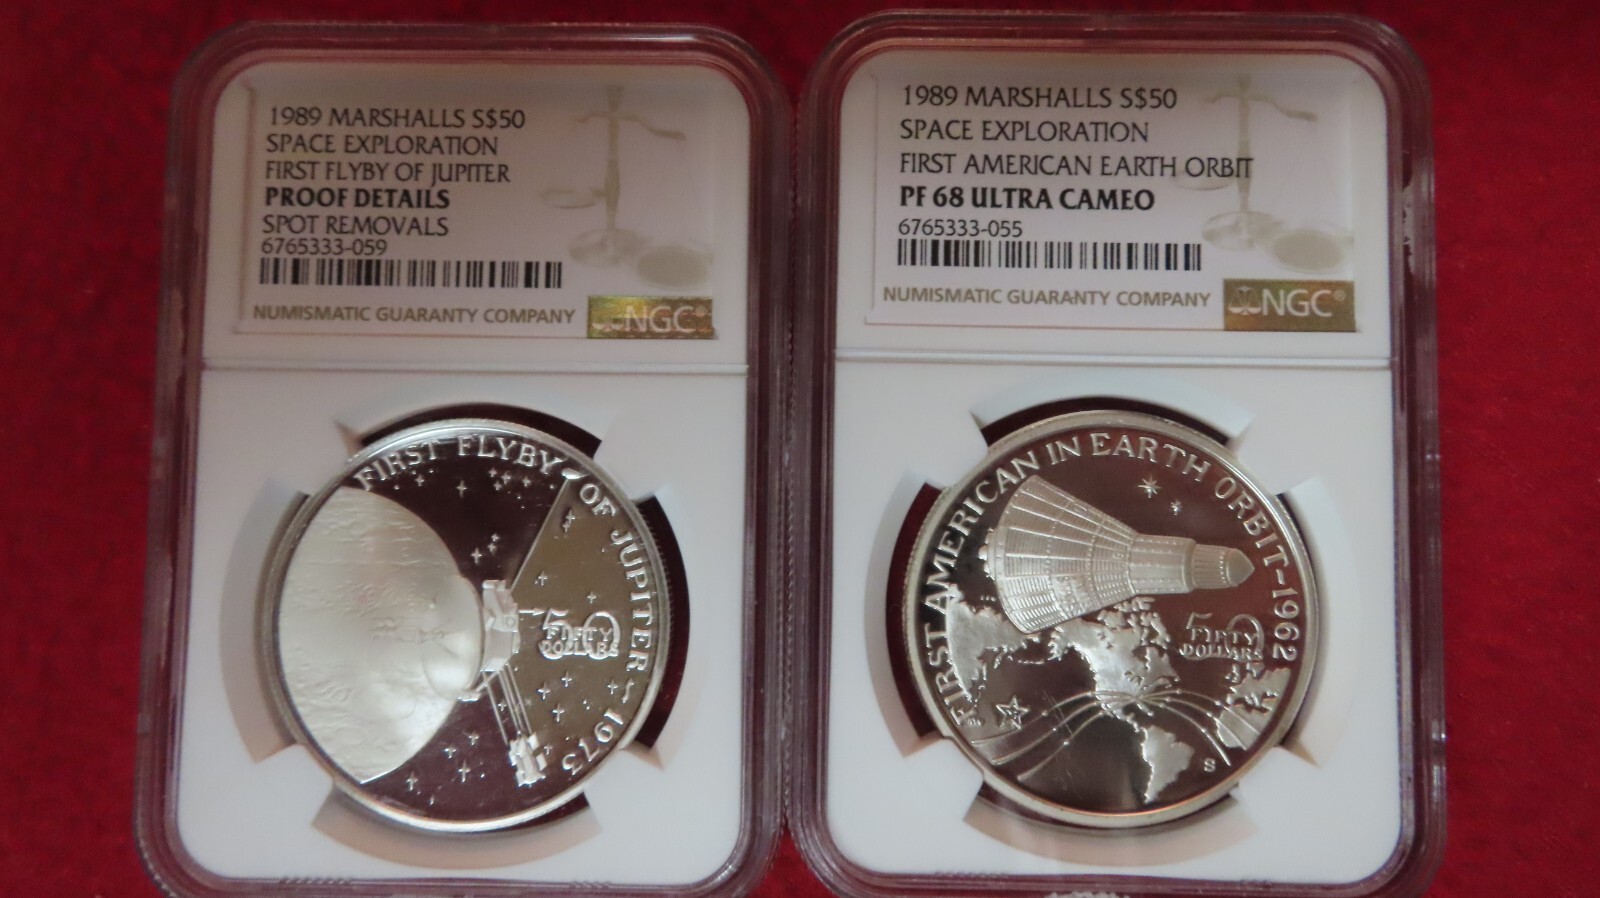 1989 MARSHALLS S$50
SPACE EXPLORATION
FIRST FLYBY OF JUPITER
PROOF DETAILS
SPOT REMOVALS
6765333-059
NUMISMATIC GUARANTY COMPANY
NGC®
FIRST FLYBY OF JUPITER-1973
50
FIFTY
DOLLARS
1989 MARSHALLS S$50
SPACE EXPLORATION
FIRST AMERICAN EARTH ORBIT
PF 68 ULTRA CAMEO
6765333-055
NUMISMATIC GUARANTY COMPANY
NGC®
FIRST AMERICAN IN EARTH ORBIT-1962
50
FIFTY
DOLLARS
S